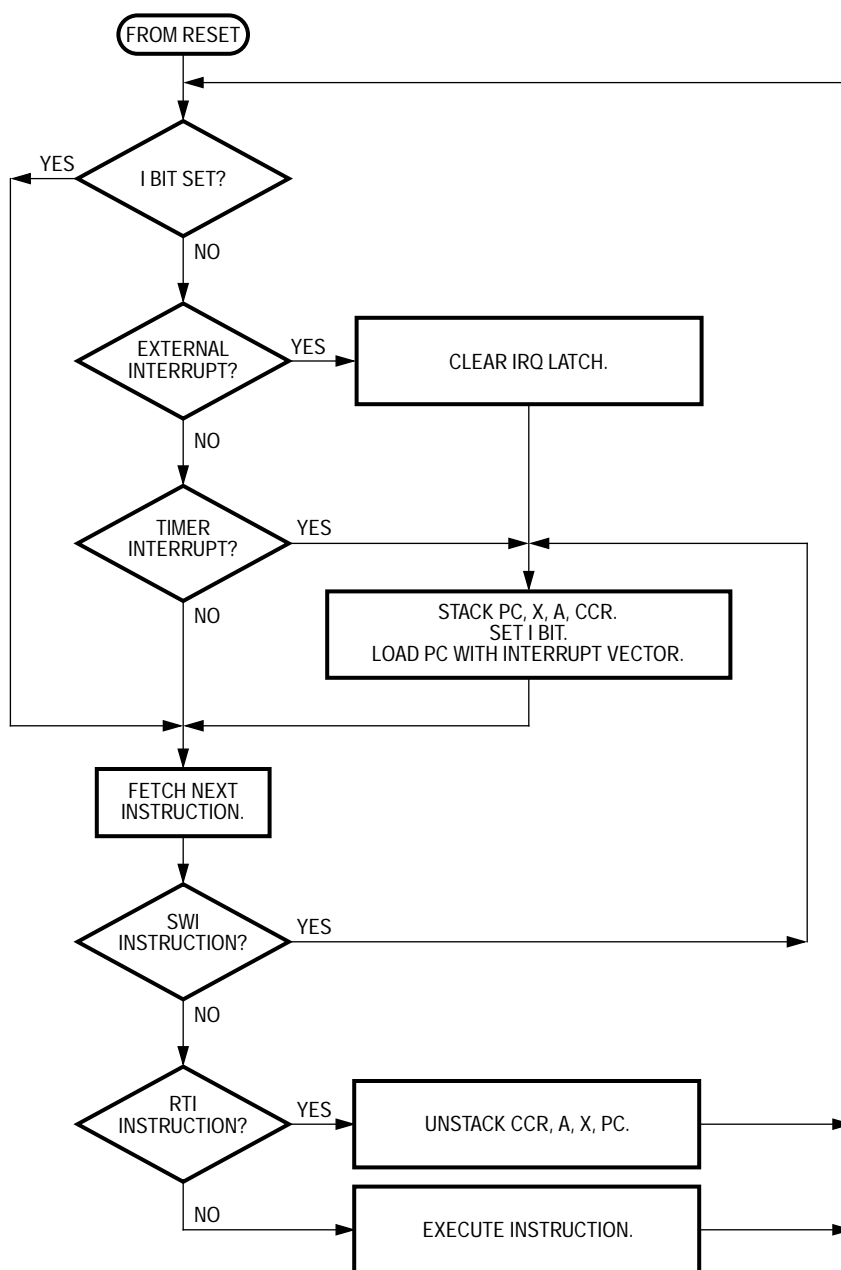 FROM RESET
YES
I BIT SET?
NO
EXTERNAL
INTERRUPT?
YES
CLEAR IRQ LATCH.
NO
TIMER
INTERRUPT?
YES
STACK PC, X, A, CCR.
SET I BIT.
LOAD PC WITH INTERRUPT VECTOR.
NO
FETCH NEXT
INSTRUCTION.
SWI
INSTRUCTION?
YES
NO
RTI
INSTRUCTION?
YES
UNSTACK CCR, A, X, PC.
NO
EXECUTE INSTRUCTION.